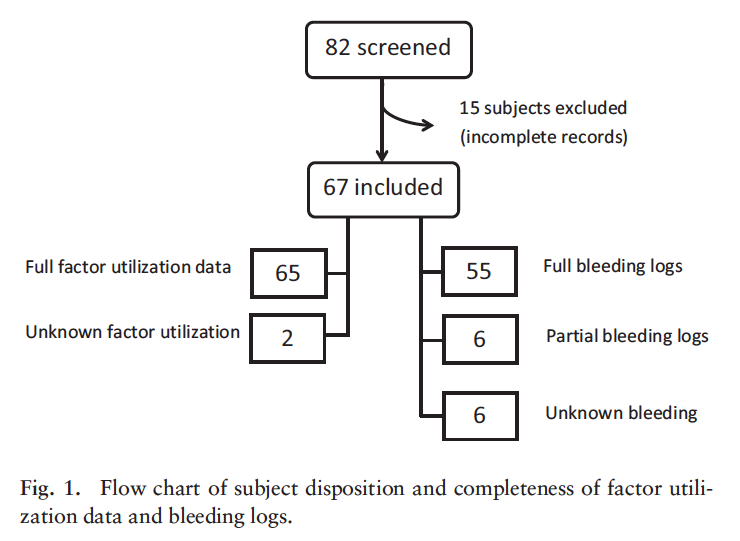 82 screened
15 subjects excluded
(incomplete records)
67 included
Full factor utilization data
65
Unknown factor utilization
2
55
Full bleeding logs
6
Partial bleeding logs
6
Unknown bleeding
Fig. 1. Flow chart of subject disposition and completeness of factor utili-
zation data and bleeding logs.